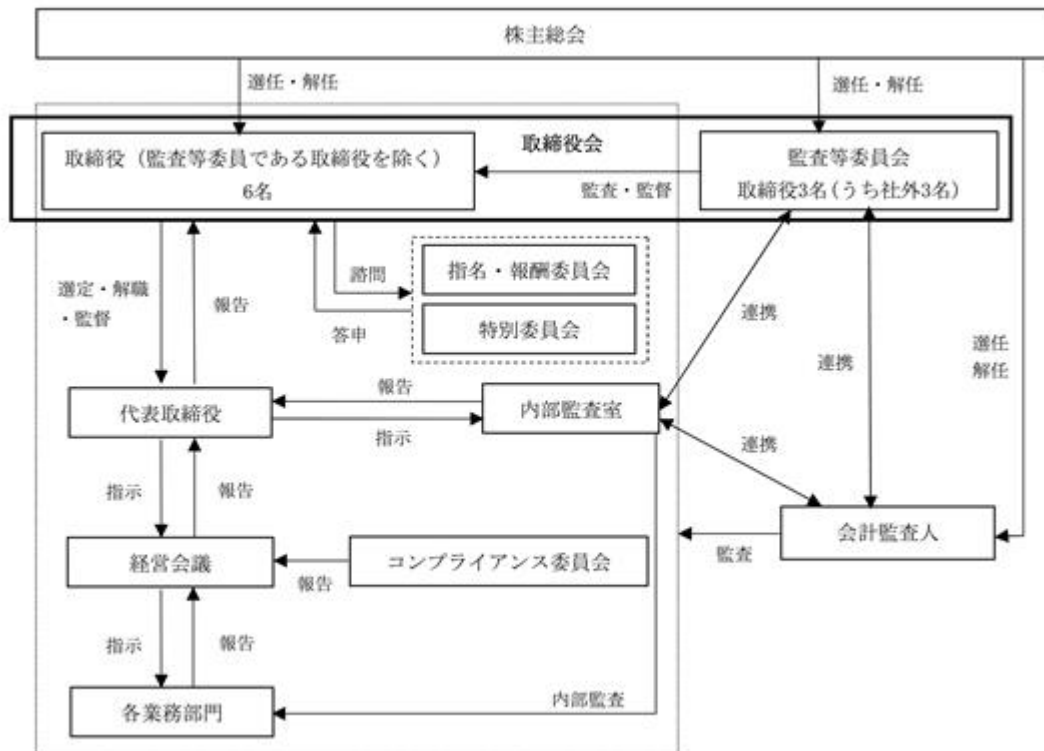 株主総会
選任・解任
選任・解任
取締役会
取締役（監査等委員である取締役を除く）
6名
監査等委員会
取締役3名(うち社外3名)
監査・監督
選定・解職
・監督
報告
諮問
答申
指名・報酬委員会
特別委員会
連携
連携
選任
解任
代表取締役
報告
指示
内部監査室
連携
指示
報告
会計監査人
監査
経営会議
報告
コンプライアンス委員会
指示
報告
各業務部門
内部監査